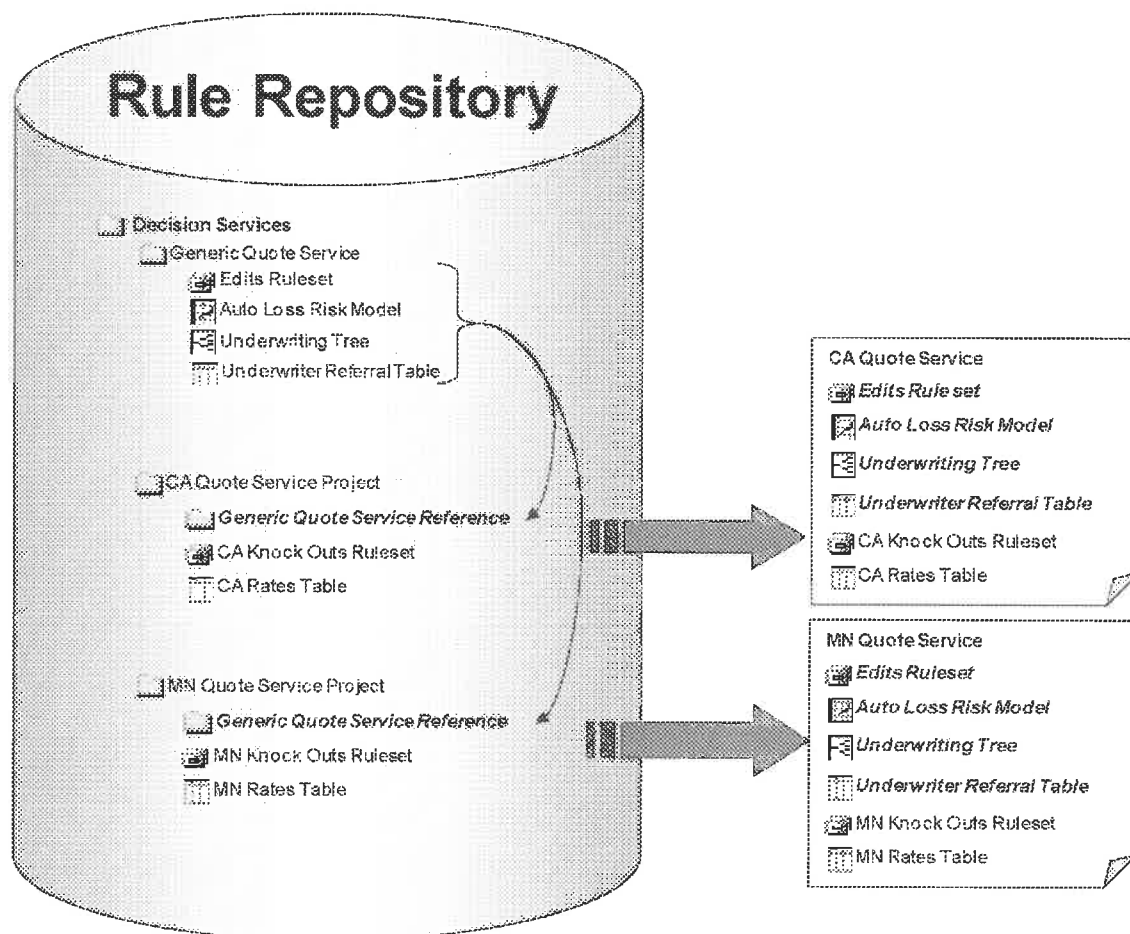 Rule Repository
Decision Services
Generic Quote Service
Edits Ruleset
Auto Loss Risk Model
Underwriting Tree
Underwriter Referral Table
CA Quote Service Project
Generic Quote Service Reference
CA Knock Outs Ruleset
CA Rates Table
MN Quote Service Project
Generic Quote Service Reference
MN Knock Outs Ruleset
MN Rates Table
CA Quote Service
Edits Rule set
Auto Loss Risk Model
Underwriting Tree
Underwriter Referral Table
CA Knock Outs Ruleset
CA Rates Table
MN Quote Service
Edits Ruleset
Auto Loss Risk Model
Underwriting Tree
Underwriter Referral Table
MN Knock Outs Ruleset
MN Rates Table